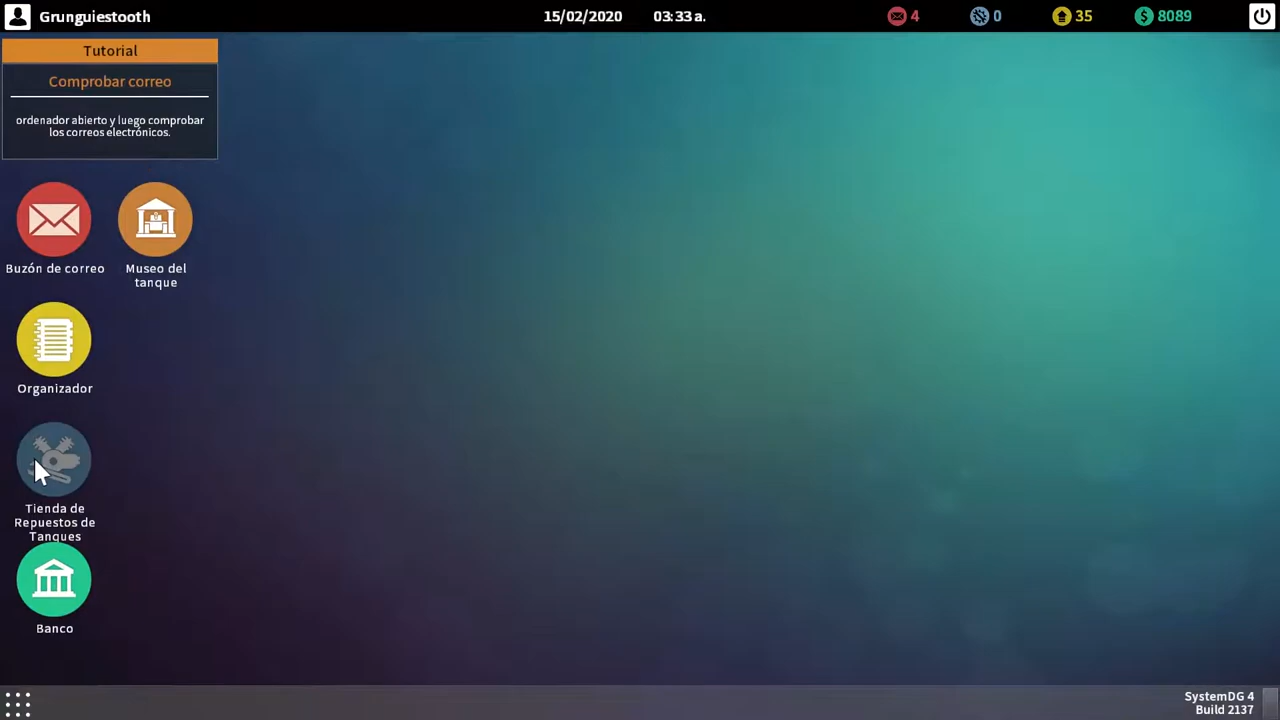 Grunguiestooth
15/02/2020 03:33 a.
4
0
35
8089
Tutorial
Comprobar correo
ordenador abierto y luego comprobar
los correos electrónicos.
Buzón de correo
Museo del
tanque
Organizador
Tienda de
Repuestos de
Tanques
Banco
SystemDG 4
Build 2137